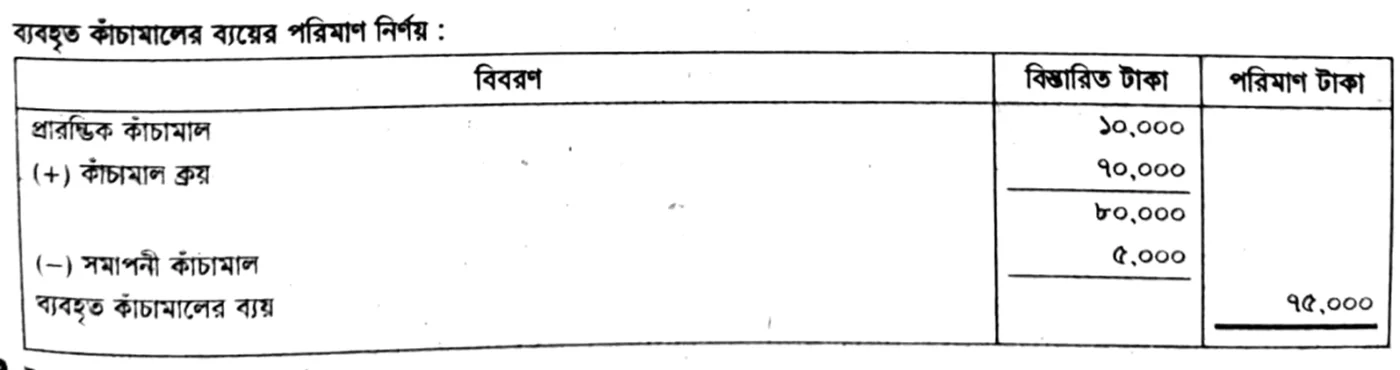 ব্যবহৃত কাঁচামালের ব্যয়ের পরিমাণ নির্ণয় :
বিবরণ বিস্তারিত টাকা পরিমাণ টাকা
প্রারম্ভিক কাঁচামাল ১০,০০০
(+) কাঁচামাল ক্রয় ৭০,০০০
৮০,০০০
(−) সমাপনী কাঁচামাল ৫,০০০
ব্যবহৃত কাঁচামালের ব্যয় ৭৫,০০০